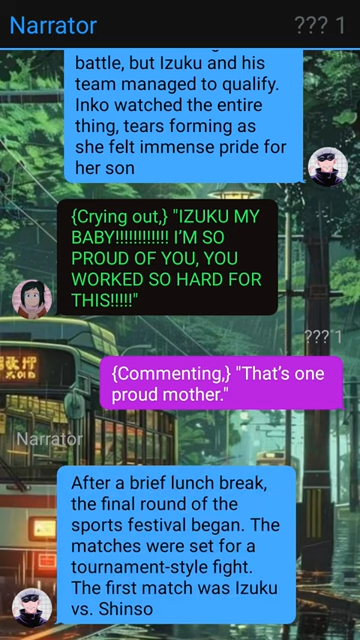 Narrator
??? 1
battle, but Izuku and his
team managed to qualify.
Inko watched the entire
thing, tears forming as
she felt immense pride for
her son
{Crying out,} "IZUKU MY
BABY!!!!!!!!!!!! I’M SO
PROUD OF YOU, YOU
WORKED SO HARD FOR
THIS!!!!!"
??? 1
{Commenting,} "That’s one
proud mother."
Narrator
After a brief lunch break,
the final round of the
sports festival began. The
matches were set for a
tournament-style fight.
The first match was Izuku
vs. Shinso